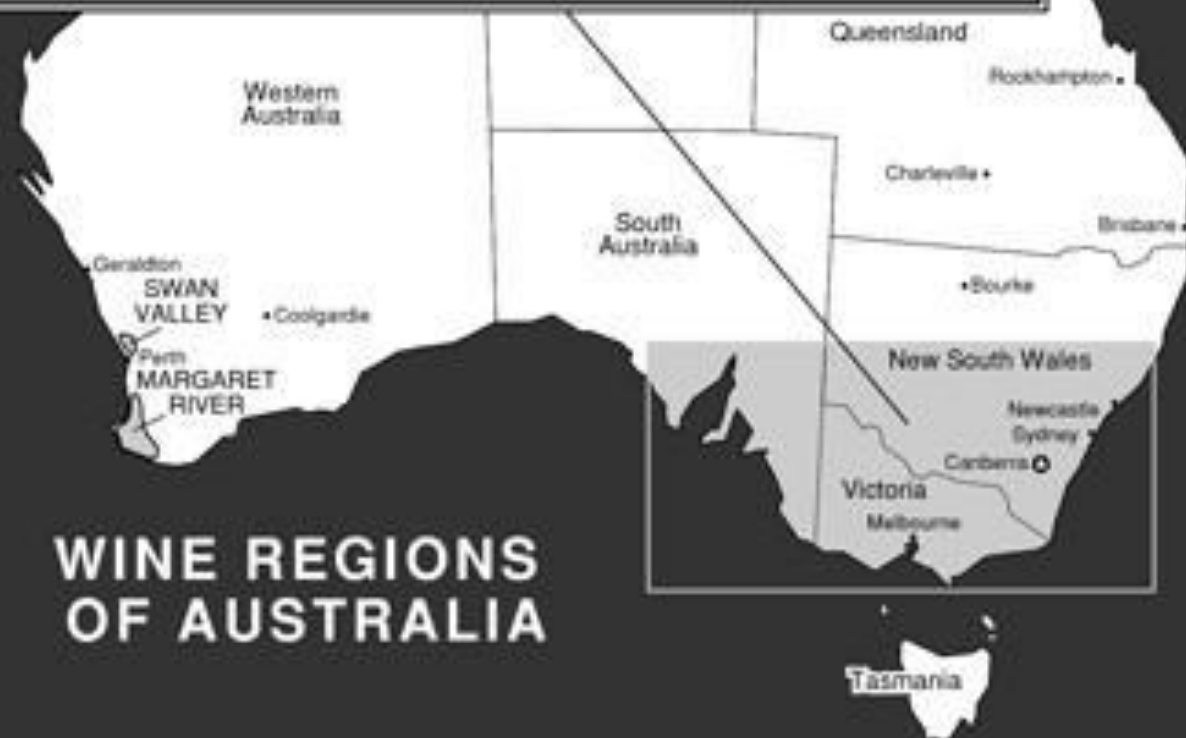 Queensland
Rockhampton
Western
Australia
Charleville
South
Australia
Brisbane
Geraldton
SWAN
VALLEY
Coolgardie
Bourke
Perth
MARGARET
RIVER
New South Wales
Newcastle
Sydney
Canberra
Victoria
Melbourne
WINE REGIONS
OF AUSTRALIA
Tasmania